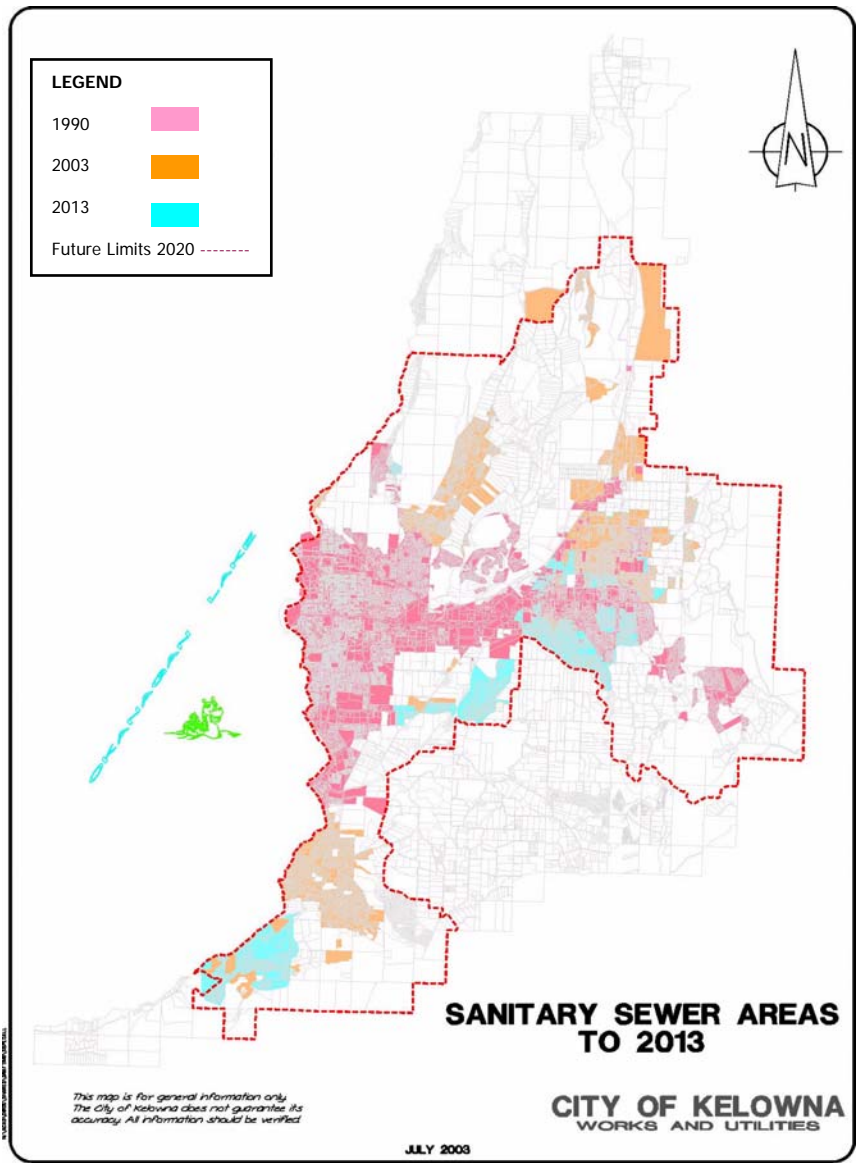 LEGEND
1990
2003
2013
Future Limits 2020 --------
N
OKANAGAN LAKE
SANITARY SEWER AREAS
TO 2013
This map is for general information only.
The City of Kelowna does not guarantee its
accuracy. All information should be verified.
CITY OF KELOWNA
WORKS AND UTILITIES
JULY 2003